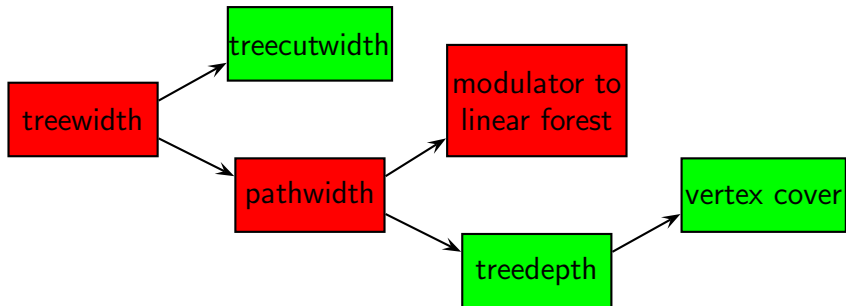 treecutwidth
treewidth
modulator to
linear forest
pathwidth
vertex cover
treedepth